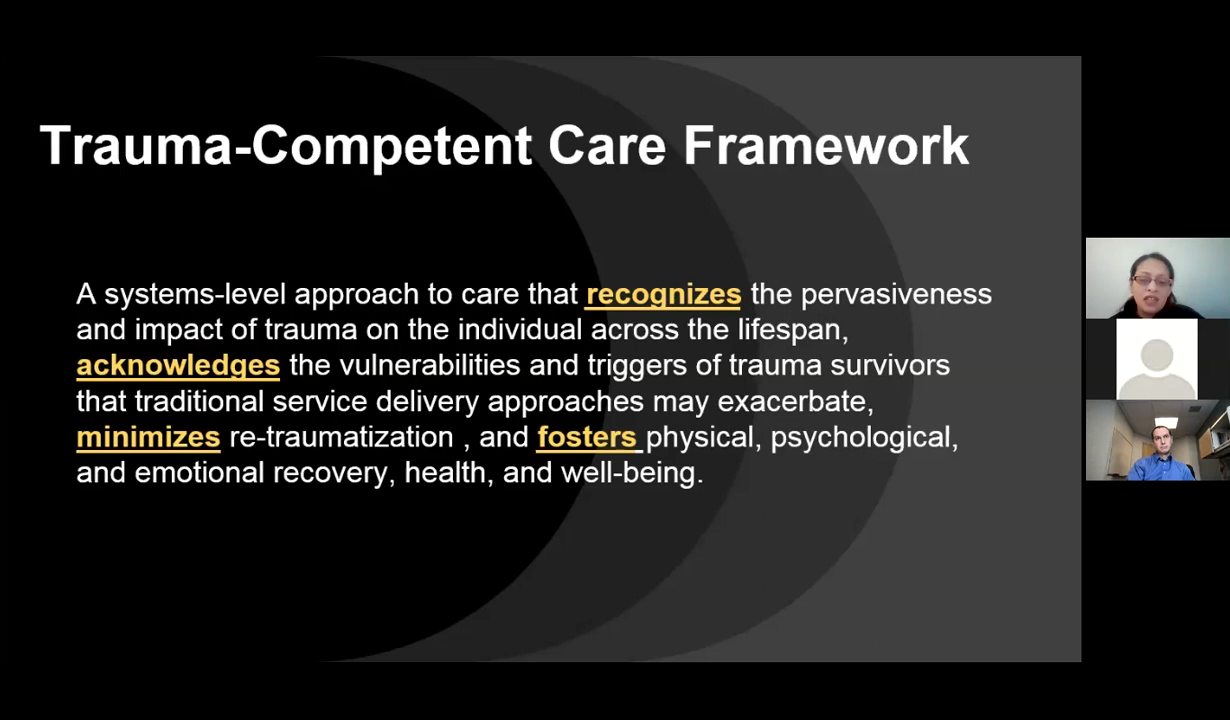 Trauma-Competent Care Framework
A systems-level approach to care that recognizes the pervasiveness
and impact of trauma on the individual across the lifespan,
acknowledges the vulnerabilities and triggers of trauma survivors
that traditional service delivery approaches may exacerbate,
minimizes re-traumatization , and fosters physical, psychological,
and emotional recovery, health, and well-being.